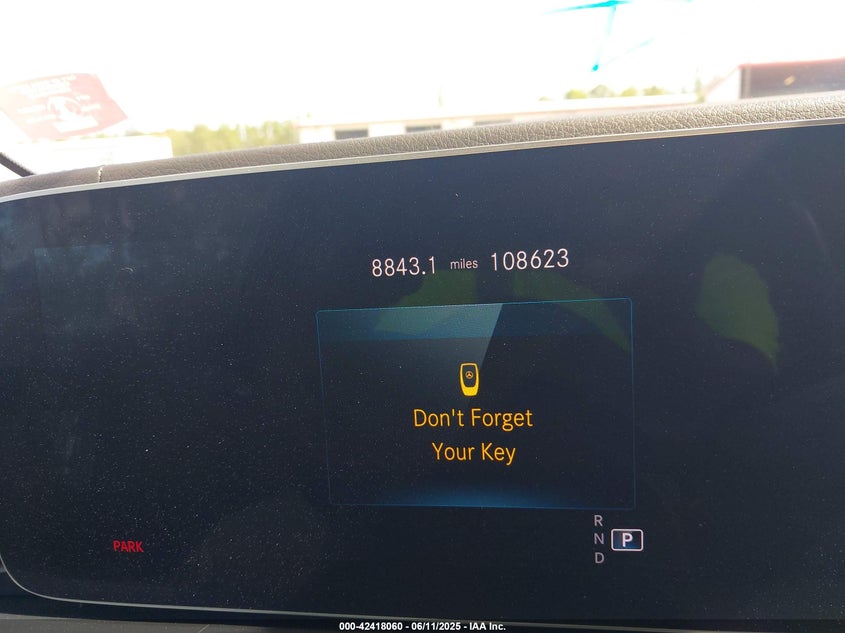 8843.1 miles 108623
Don't Forget
Your Key
R
N P
D
PARK
000-42418060 - 06/11/2025 - IAA Inc.